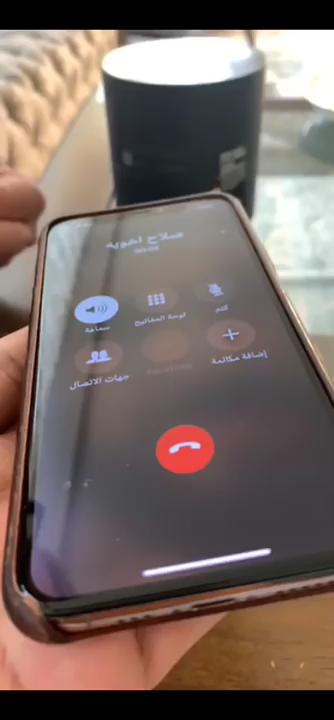 صلاح اخويه
سماعة
لوحة المفاتيح
كتم
جهات الاتصال
إضافة مكالمة